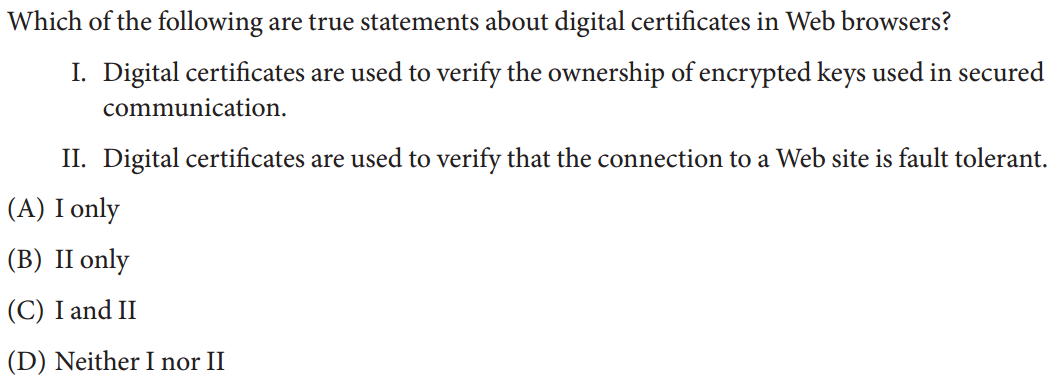 Which of the following are true statements about digital certificates in Web browsers?
I. Digital certificates are used to verify the ownership of encrypted keys used in secured
communication.
II. Digital certificates are used to verify that the connection to a Web site is fault tolerant.
(A) I only
(B) II only
(C) I and II
(D) Neither I nor II